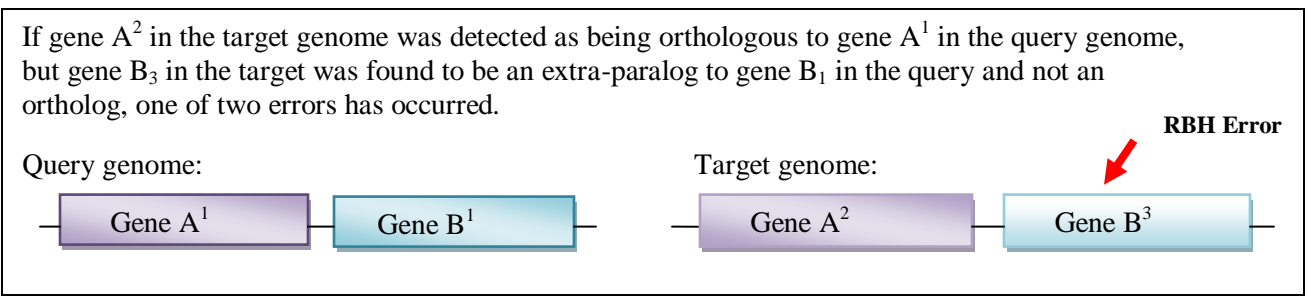 If gene A² in the target genome was detected as being orthologous to gene A¹ in the query genome,
but gene B₃ in the target was found to be an extra-paralog to gene B₁ in the query and not an
ortholog, one of two errors has occurred.
RBH Error
Query genome:
Target genome:
Gene A¹
Gene B¹
Gene A²
Gene B³